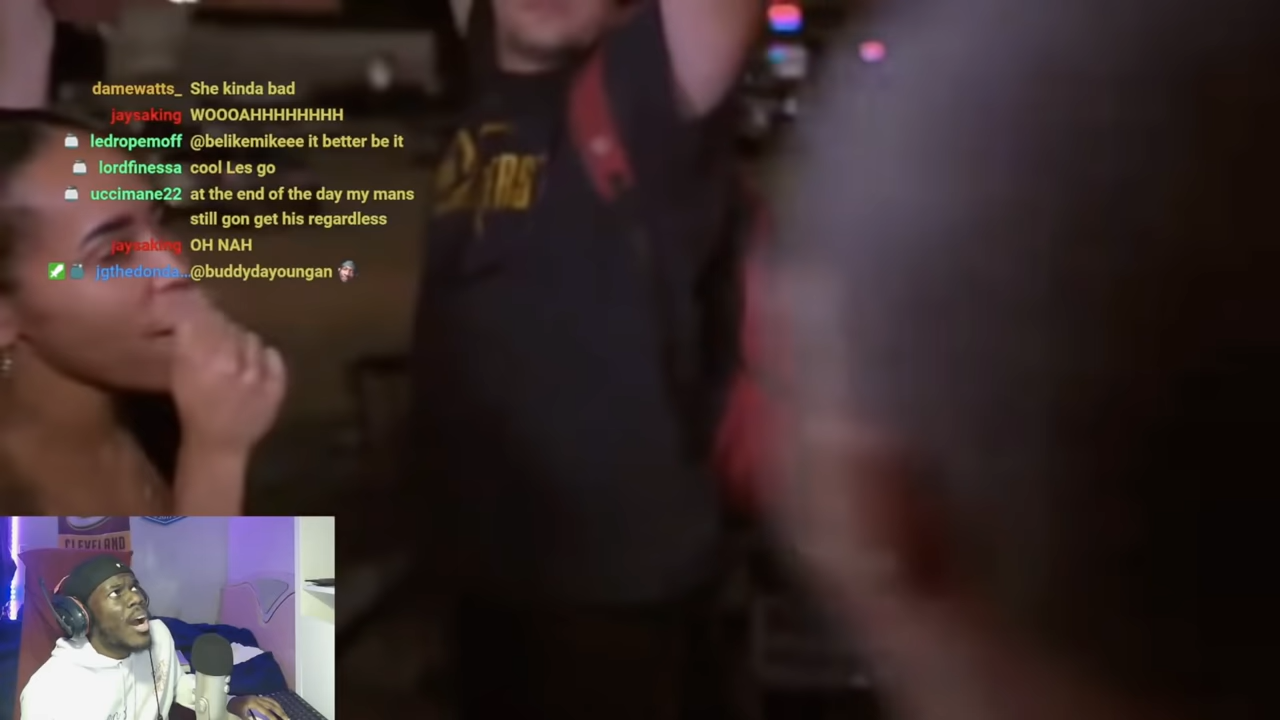 damewatts_ She kinda bad
jaysaking WOOOAHHHHHHHH
ledropemoff @belikemikeee it better be it
lordfinessa cool Les go
uccimane22 at the end of the day my mans
still gon get his regardless
jaysaking OH NAH
jgthedonda... @buddydayoungan
CLEVELAND